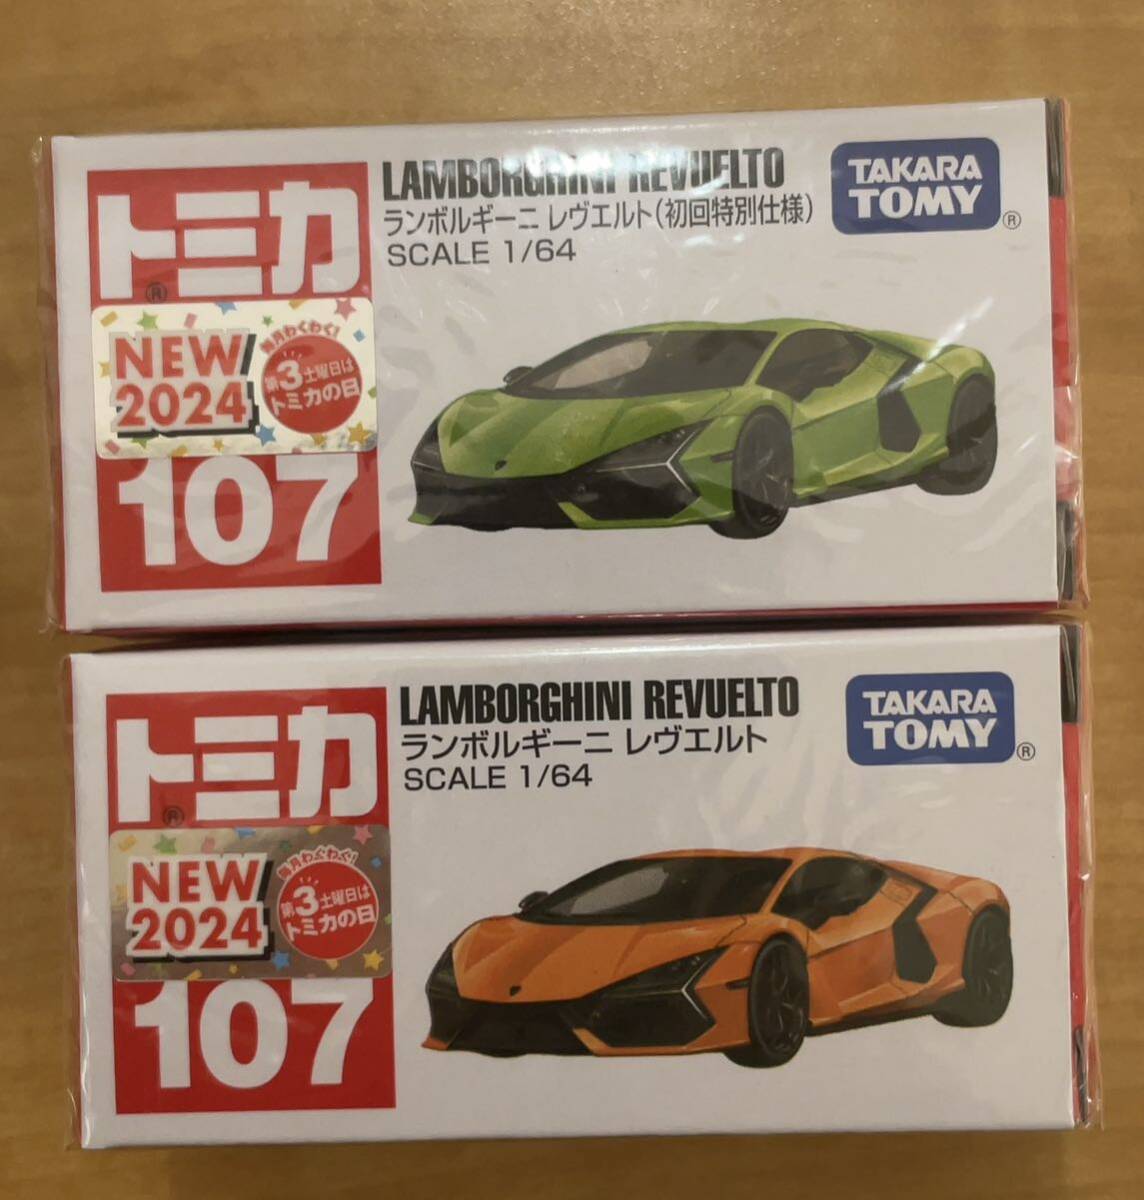 トミカ
®
NEW
2024
毎月わくわく!
第3土曜日は
トミカの日
107
LAMBORGHINI REVUELTO
ランボルギーニ レヴエルト(初回特別仕様)
SCALE 1/64
TAKARA
TOMY
®
トミカ
®
NEW
2024
毎月わくわく!
第3土曜日は
トミカの日
107
LAMBORGHINI REVUELTO
ランボルギーニ レヴエルト
SCALE 1/64
TAKARA
TOMY
®